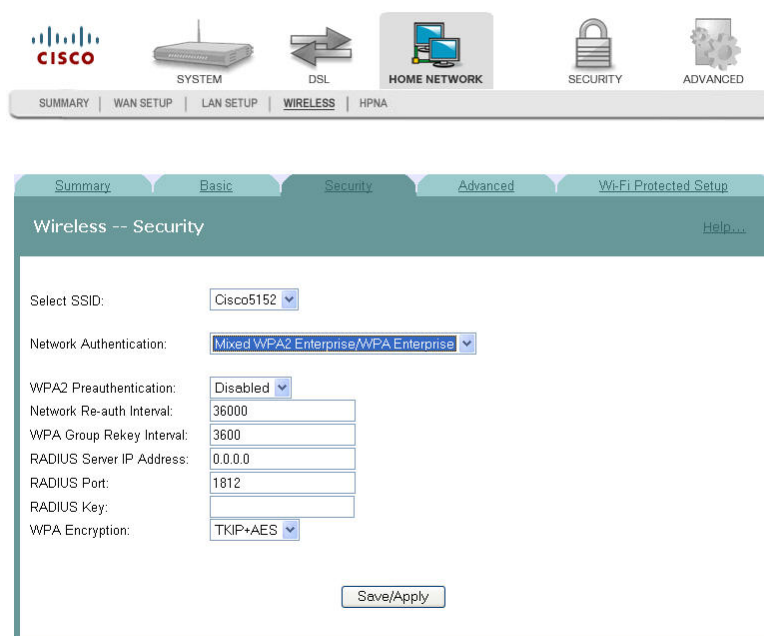 CISCO
SYSTEM DSL HOME NETWORK SECURITY ADVANCED
SUMMARY | WAN SETUP | LAN SETUP | WIRELESS | HPNA
Summary Basic Security Advanced Wi-Fi Protected Setup
Wireless -- Security Help...
Select SSID: Cisco5152
Network Authentication: Mixed WPA2 Enterprise/WPA Enterprise
WPA2 Preauthentication: Disabled
Network Re-auth Interval: 36000
WPA Group Rekey Interval: 3600
RADIUS Server IP Address: 0.0.0.0
RADIUS Port: 1812
RADIUS Key:
WPA Encryption: TKIP+AES
Save/Apply